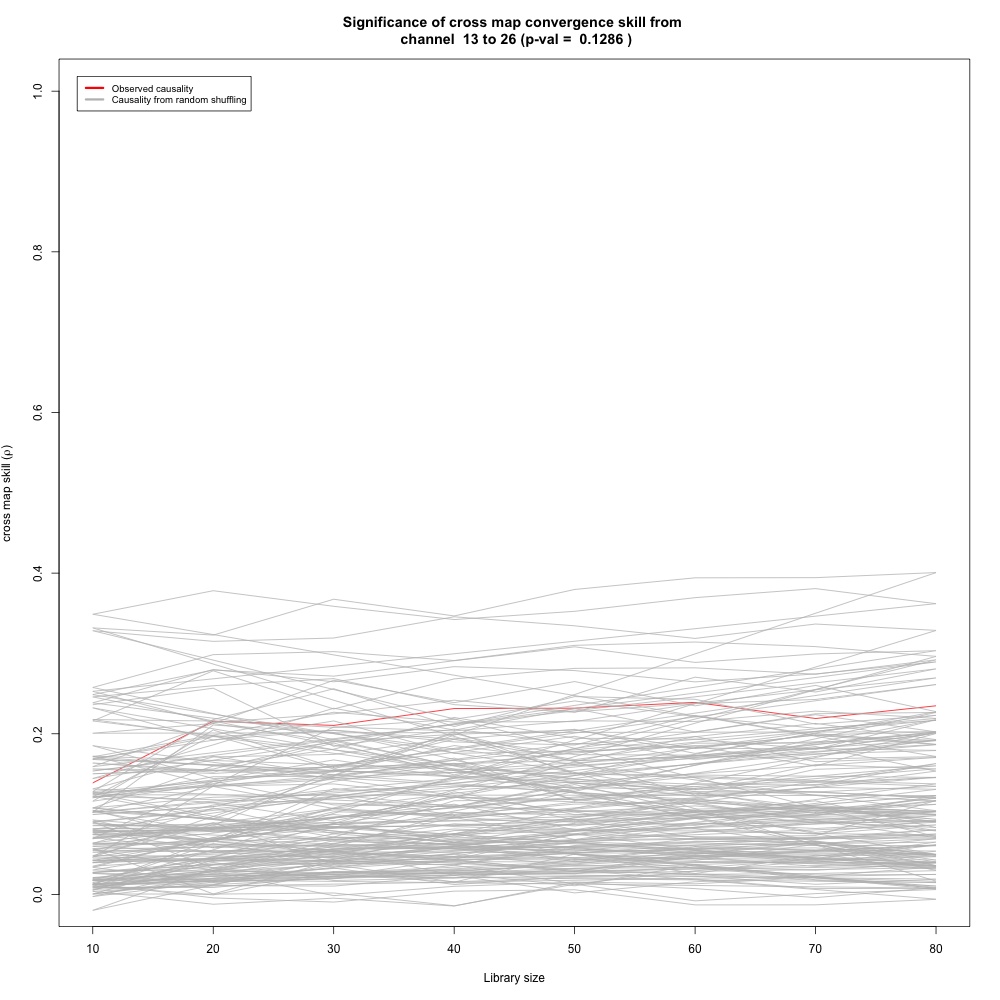 Significance of cross map convergence skill from
channel  13 to 26 (p-val =  0.1286 )
Observed causality
Causality from random shuffling
1.0
0.8
0.6
0.4
0.2
0.0
cross map skill (ρ)
10 20 30 40 50 60 70 80
Library size